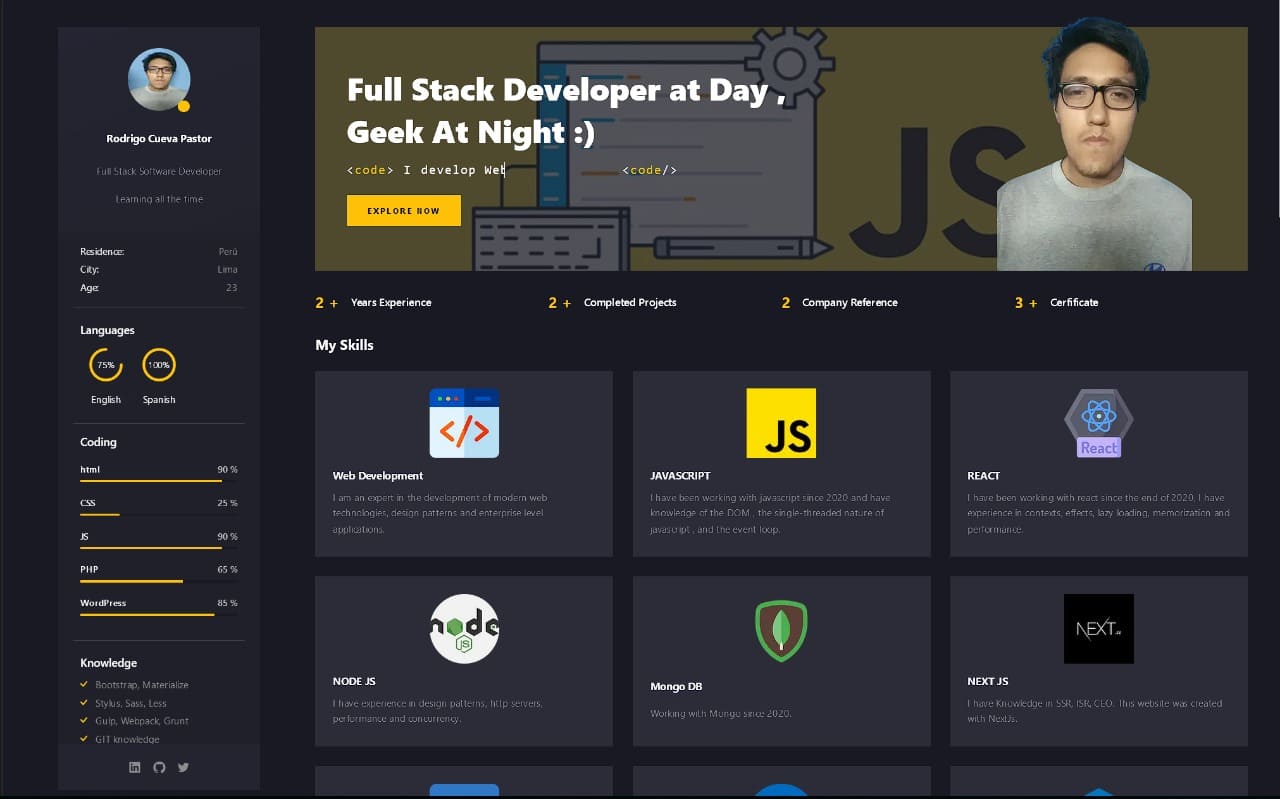 Rodrigo Cueva Pastor
Full Stack Software Developer
Learning all the time
Residence: Perú
City: Lima
Age: 23
Languages
75% 100%
English Spanish
Coding
html 90 %
CSS 25 %
JS 90 %
PHP 65 %
WordPress 85 %
Knowledge
Bootstrap, Materialize
Stylus, Sass, Less
Gulp, Webpack, Grunt
GIT knowledge
Full Stack Developer at Day ,
Geek At Night :)
<code> I develop Web <code/>
EXPLORE NOW
JS
2 + Years Experience
2 + Completed Projects
2 Company Reference
3 + Cerfificate
My Skills
</>
Web Development
I am an expert in the development of modern web
technologies, design patterns and enterprise level
applications.
JS
JAVASCRIPT
I have been working with javascript since 2020 and have
knowledge of the DOM , the single-threaded nature of
javascript , and the event loop.
React
REACT
I have been working with react since the end of 2020, I have
experience in contexts, effects, lazy loading, memorization and
performance.
node
JS
NODE JS
I have experience in design patterns, http servers,
performance and concurrency.
Mongo DB
Working with Mongo since 2020.
NEXT.JS
NEXT JS
I have Knowledge in SSR, ISR, CEO. This website was created
with NextJs.